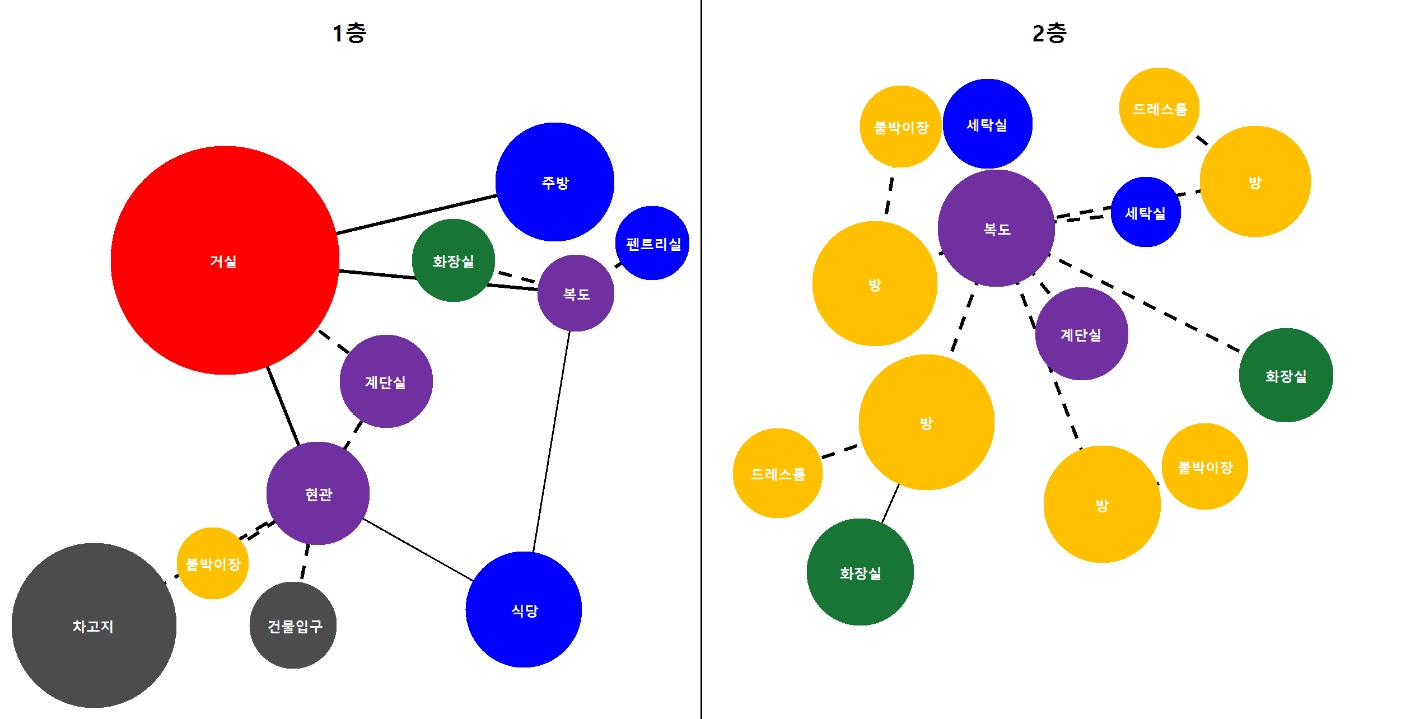 1층
주방
펜트리실
화장실
거실
복도
계단실
현관
붙박이장
식당
차고지
건물입구
2층
드레스룸
붙박이장
세탁실
방
세탁실
복도
방
계단실
화장실
방
붙박이장
드레스룸
방
화장실